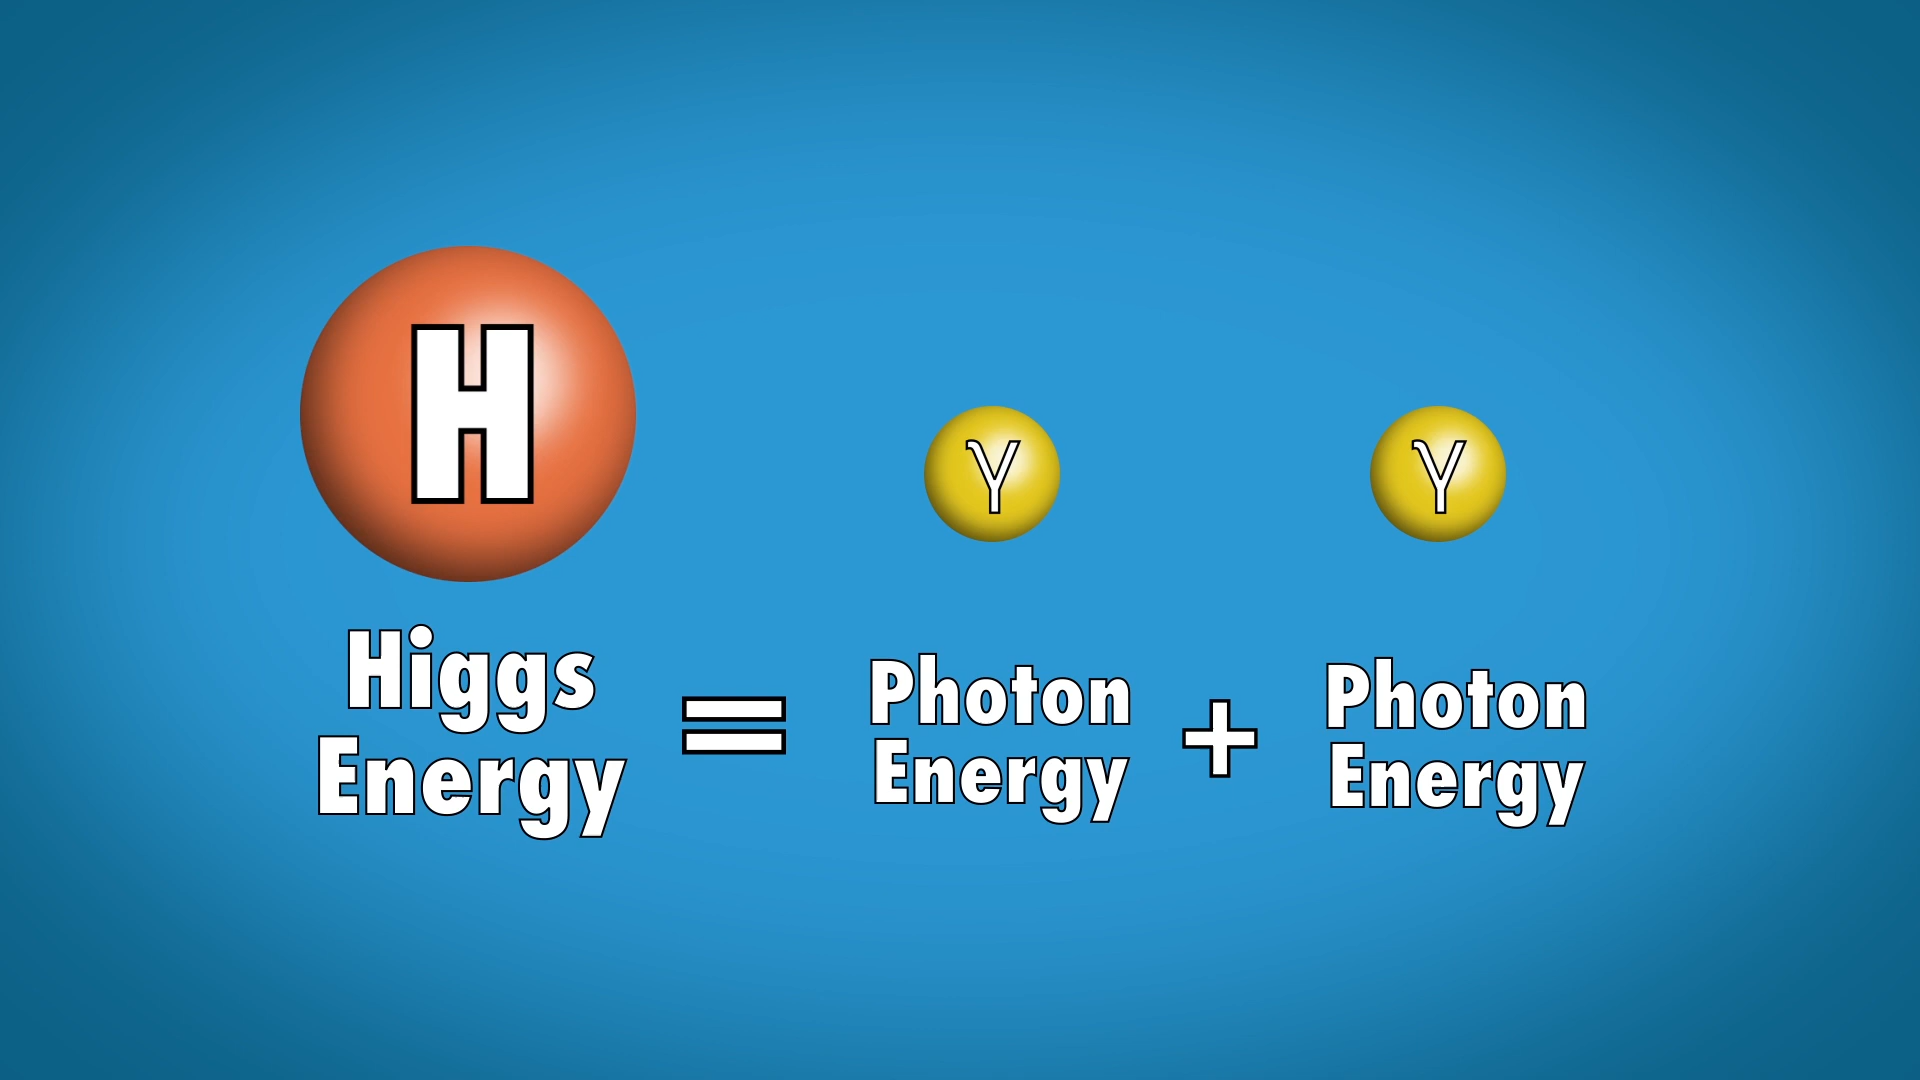 H
γ γ
Higgs
Energy
=
Photon
Energy
+
Photon
Energy